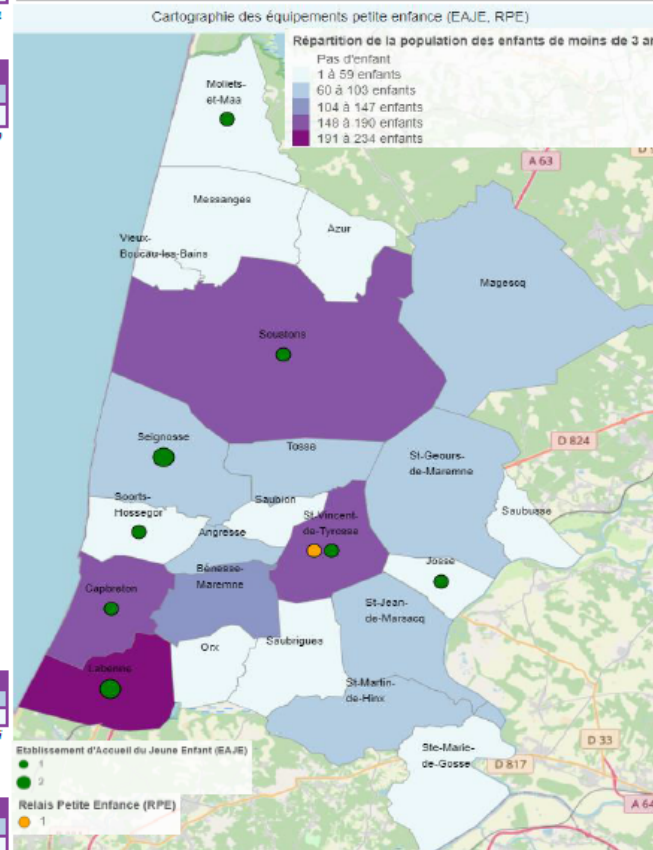 Cartographie des équipements petite enfance (EAJE, RPE)
Répartition de la population des enfants de moins de 3 an
Pas d'enfant
1 à 59 enfants
60 à 103 enfants
104 à 147 enfants
148 à 190 enfants
191 à 234 enfants
Moliets-
et-Maa
A 63
Messanges
Azur
Vieux-
Boucau-les-Bains
Magescq
Soustons
Seignosse
Tosse
St-Geours-
de-Maremne
D 824
Soorts-
Hossegor
Saubion
St-Vincent-
de-Tyrosse
Saubusse
Angresse
Bénesse-
Maremne
Josse
Capbreton
St-Jean-
de-Marsacq
Orx
Saubrigues
Labenne
St-Martin-
de-Hinx
Ste-Marie-
de-Gosse
D 33
D 817
A 64
Etablissement d'Accueil du Jeune Enfant (EAJE)
1
2
Relais Petite Enfance (RPE)
1